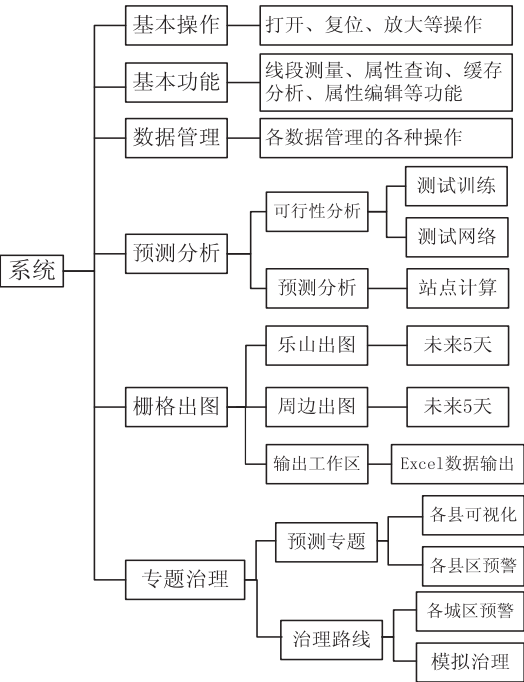 系统
基本操作
打开、复位、放大等操作
基本功能
线段测量、属性查询、缓存
分析、属性编辑等功能
数据管理
各数据管理的各种操作
预测分析
可行性分析
测试训练
测试网络
预测分析
站点计算
栅格出图
乐山出图
未来5天
周边出图
未来5天
输出工作区
Excel数据输出
专题治理
预测专题
各县可视化
各县区预警
治理路线
各城区预警
模拟治理